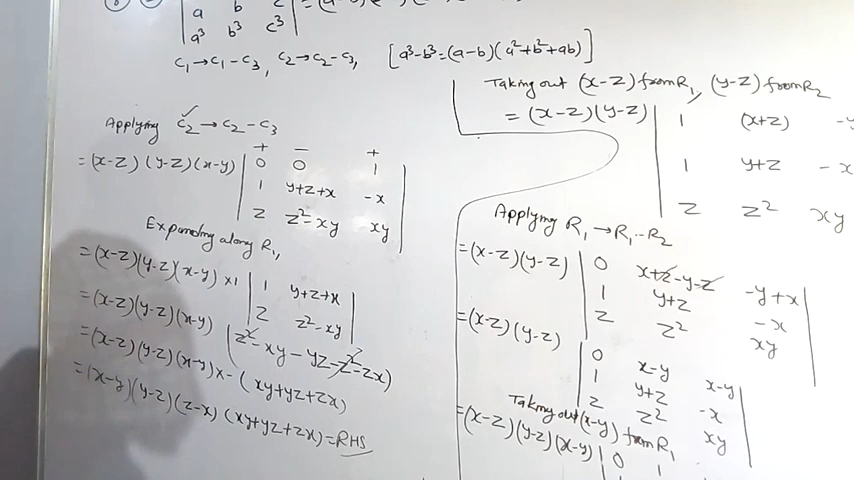 a b c
a³ b³ c³
C₁→C₁-C₃, C₂→C₂-C₃, [a³-b³=(a-b)(a²+b²+ab)]
Taking out (x-z) from R₁, (y-z) from R₂
=(x-z)(y-z) | 1 (x+z)
1 y+z -x
z z² xy |
Applying R₁→R₁-R₂
=(x-z)(y-z) | 0 x+z-y-z -y+x
1 y+z -x
z z² xy |
=(x-z)(y-z) | 0 x-y x-y
1 y+z -x
z z² xy |
Taking out (x-y) from R₁
=(x-z)(y-z)(x-y) | 0 1
Applying C₂→C₂-C₃
+ - +
=(x-z)(y-z)(x-y) | 0 0 1
1 y+z+x -x
z z²-xy xy |
Expanding along R₁,
=(x-z)(y-z)(x-y)×1 | 1 y+z+x
z z²-xy |
=(x-z)(y-z)(x-y) (z²-xy-yz-z²-zx)
=(x-z)(y-z)(x-y)×-(xy+yz+zx)
=(x-y)(y-z)(z-x)(xy+yz+zx)=RHS